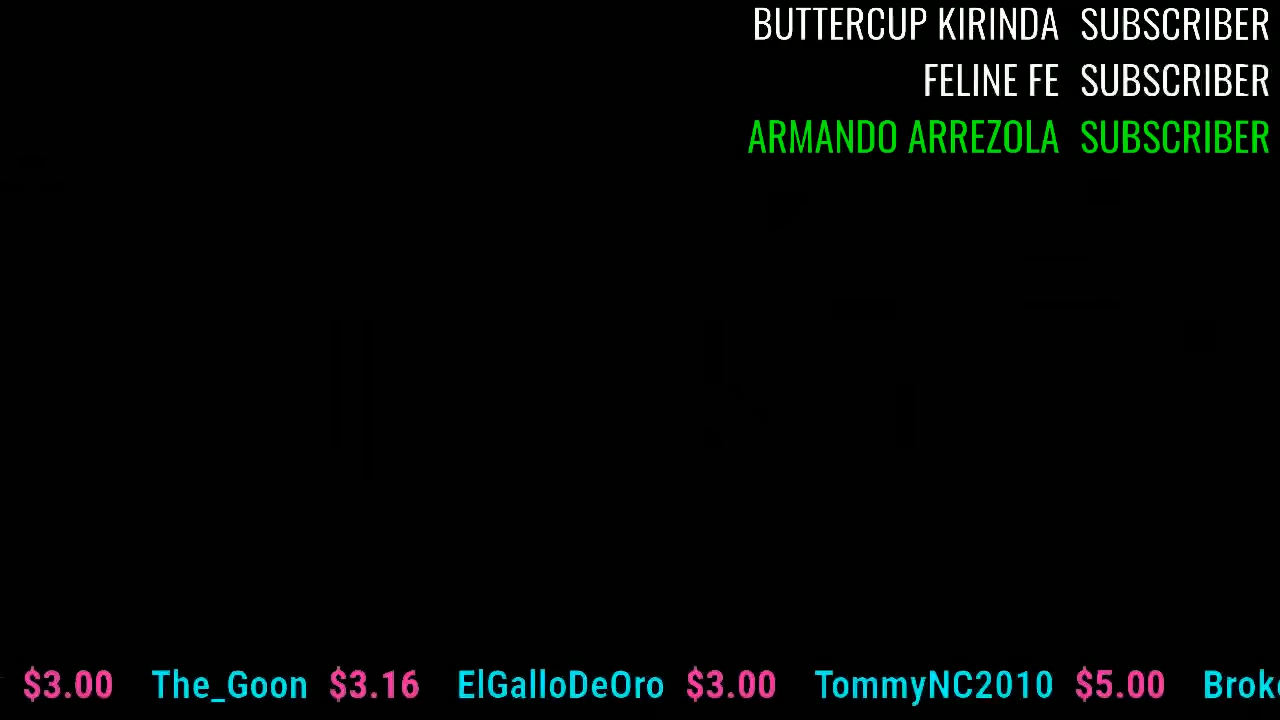 BUTTERCUP KIRINDA SUBSCRIBER
FELINE FE SUBSCRIBER
ARMANDO ARREZOLA SUBSCRIBER
$3.00 The_Goon $3.16 ElGalloDeOro $3.00 TommyNC2010 $5.00